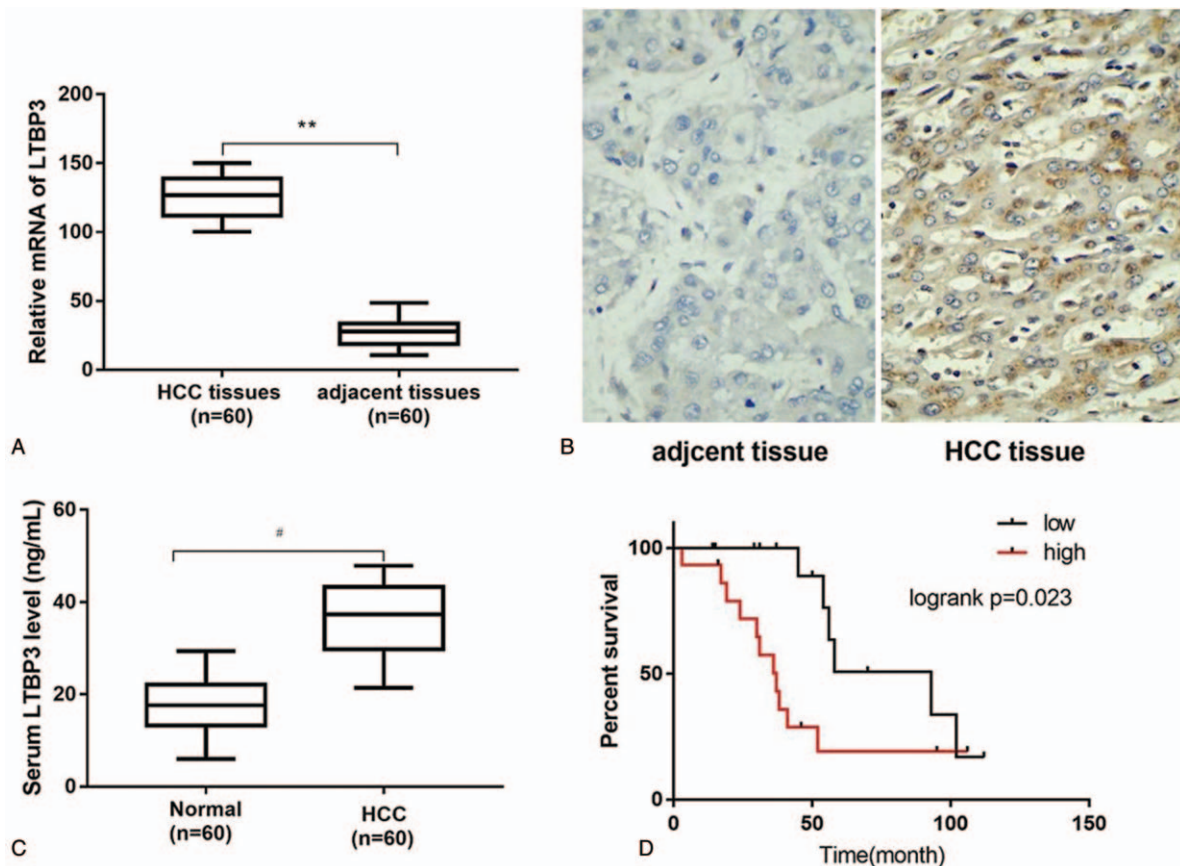 200
150
100
50
0
Relative mRNA of LTBP3
**
HCC tissues
(n=60)
adjacent tissues
(n=60)
A
B
adjcent tissue
HCC tissue
60
40
20
0
Serum LTBP3 level (ng/mL)
#
Normal
(n=60)
HCC
(n=60)
C
100
50
0
Percent survival
low
high
logrank p=0.023
0
50
100
150
Time(month)
D